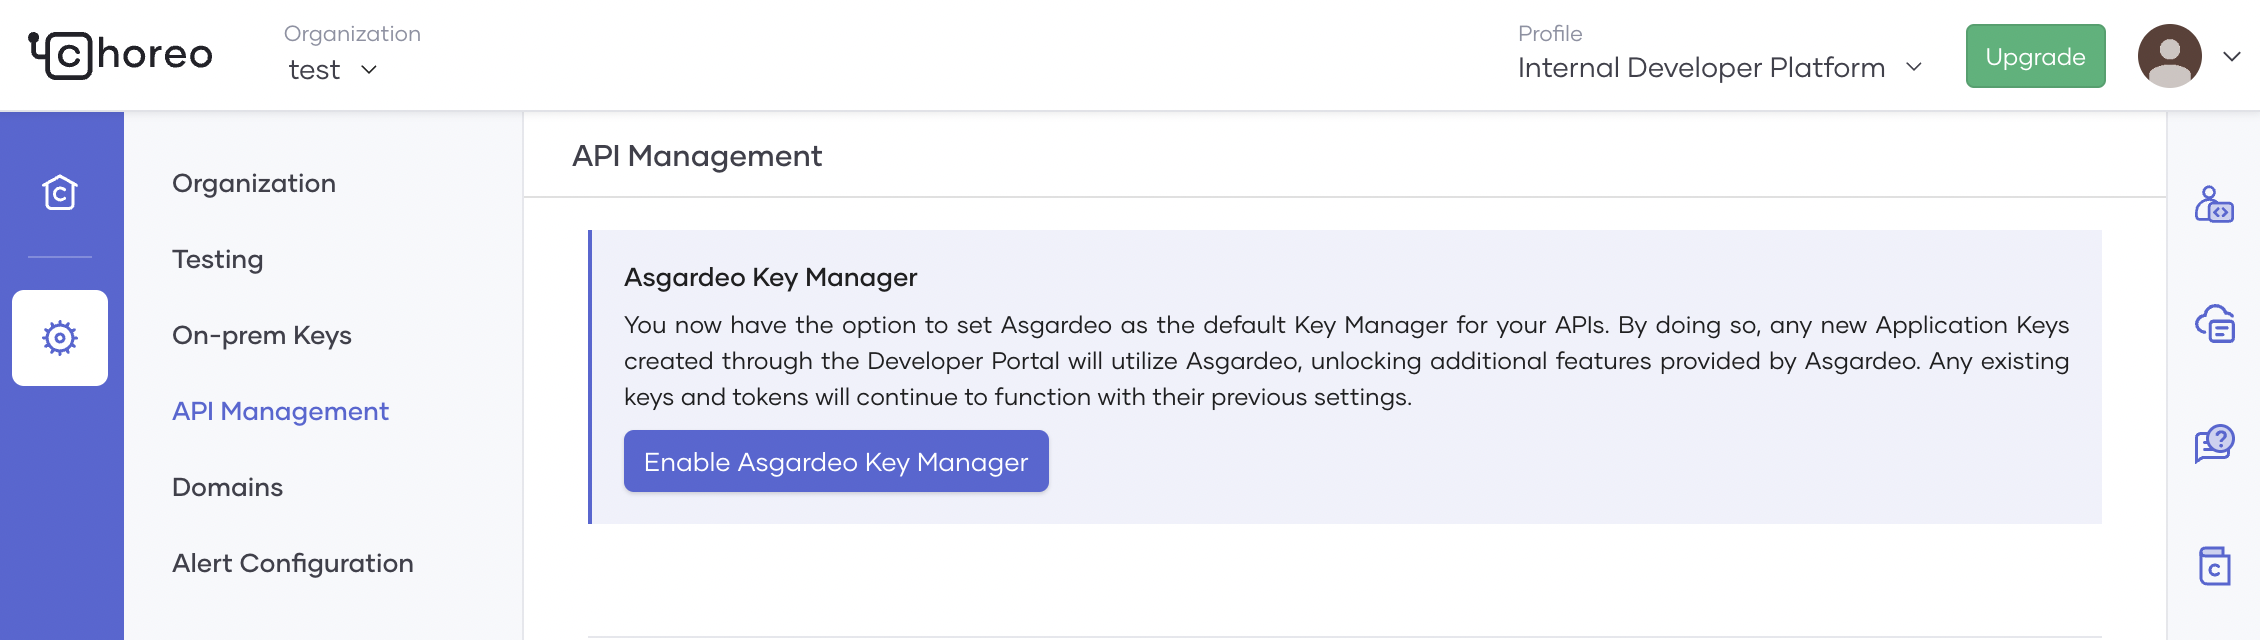 choreo
Organization
test
Profile
Internal Developer Platform
Upgrade
Organization
Testing
On-prem Keys
API Management
Domains
Alert Configuration
API Management
Asgardeo Key Manager
You now have the option to set Asgardeo as the default Key Manager for your APIs. By doing so, any new Application Keys
created through the Developer Portal will utilize Asgardeo, unlocking additional features provided by Asgardeo. Any existing
keys and tokens will continue to function with their previous settings.
Enable Asgardeo Key Manager